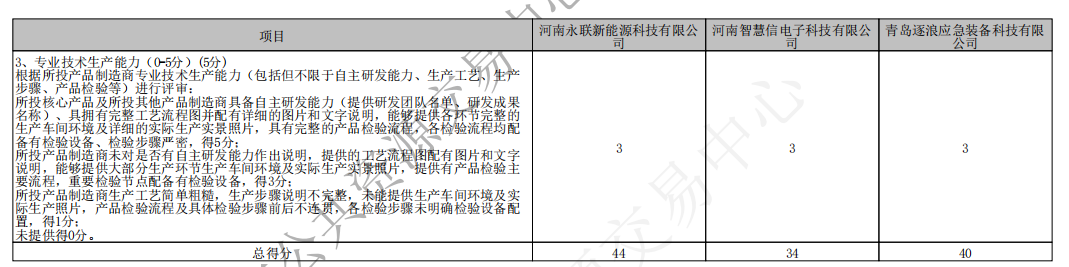 项目
河南永联新能源科技有限公
司
河南智慧信电子科技有限公
司
青岛逐浪应急装备科技有限
公司
3、专业技术生产能力（0-5分）(5分)
根据所投产品制造商专业技术生产能力（包括但不限于自主研发能力、生产工艺、生产
步骤、产品检验等）进行评审：
所投核心产品及所投其他产品制造商具备自主研发能力（提供研发团队名单、研发成果
名称）、具拥有完整工艺流程图并配有详细的图片和文字说明，能够提供各环节完整的
生产车间环境及详细的实际生产实景照片，具有完整的产品检验流程，各检验流程均配
备有检验设备、检验步骤严密，得5分；
所投产品制造商未对是否有自主研发能力作出说明，提供的工艺流程图配有图片和文字
说明，能够提供大部分生产环节生产车间环境及实际生产实景照片，提供有产品检验主
要流程，重要检验节点配备有检验设备，得3分；
所投产品制造商生产工艺简单粗糙，生产步骤说明不完整，未能提供生产车间环境及实
际生产照片，产品检验流程及具体检验步骤前后不连贯，各检验步骤未明确检验设备配
置，得1分；
未提供得0分。
3
3
3
总得分
44
34
40
公共资源交易中心
源交易中心